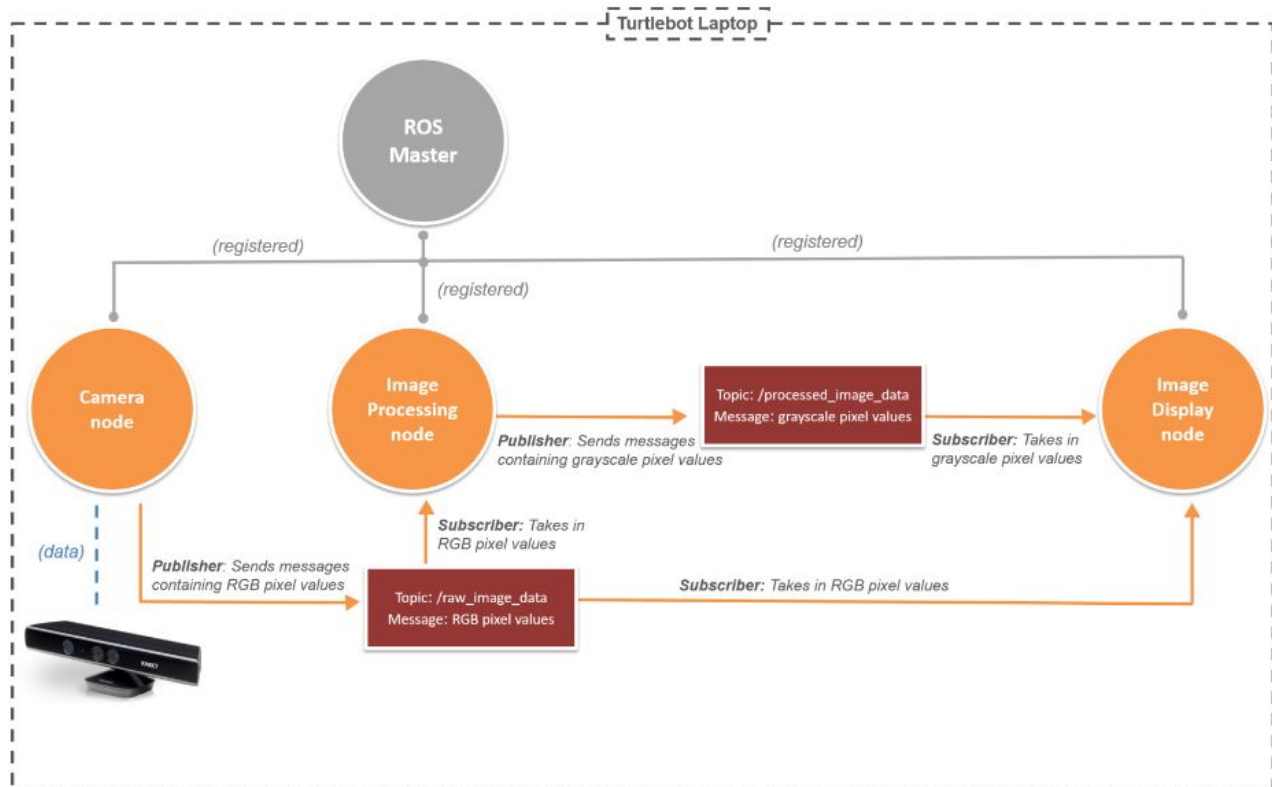 Turtlebot Laptop
ROS
Master
(registered)
(registered)
(registered)
Camera
node
Image
Processing
node
Topic: /processed_image_data
Message: grayscale pixel values
Image
Display
node
Publisher: Sends messages
containing grayscale pixel values
Subscriber: Takes in
grayscale pixel values
(data)
Publisher: Sends messages
containing RGB pixel values
Subscriber: Takes in
RGB pixel values
Topic: /raw_image_data
Message: RGB pixel values
Subscriber: Takes in RGB pixel values
KINECT